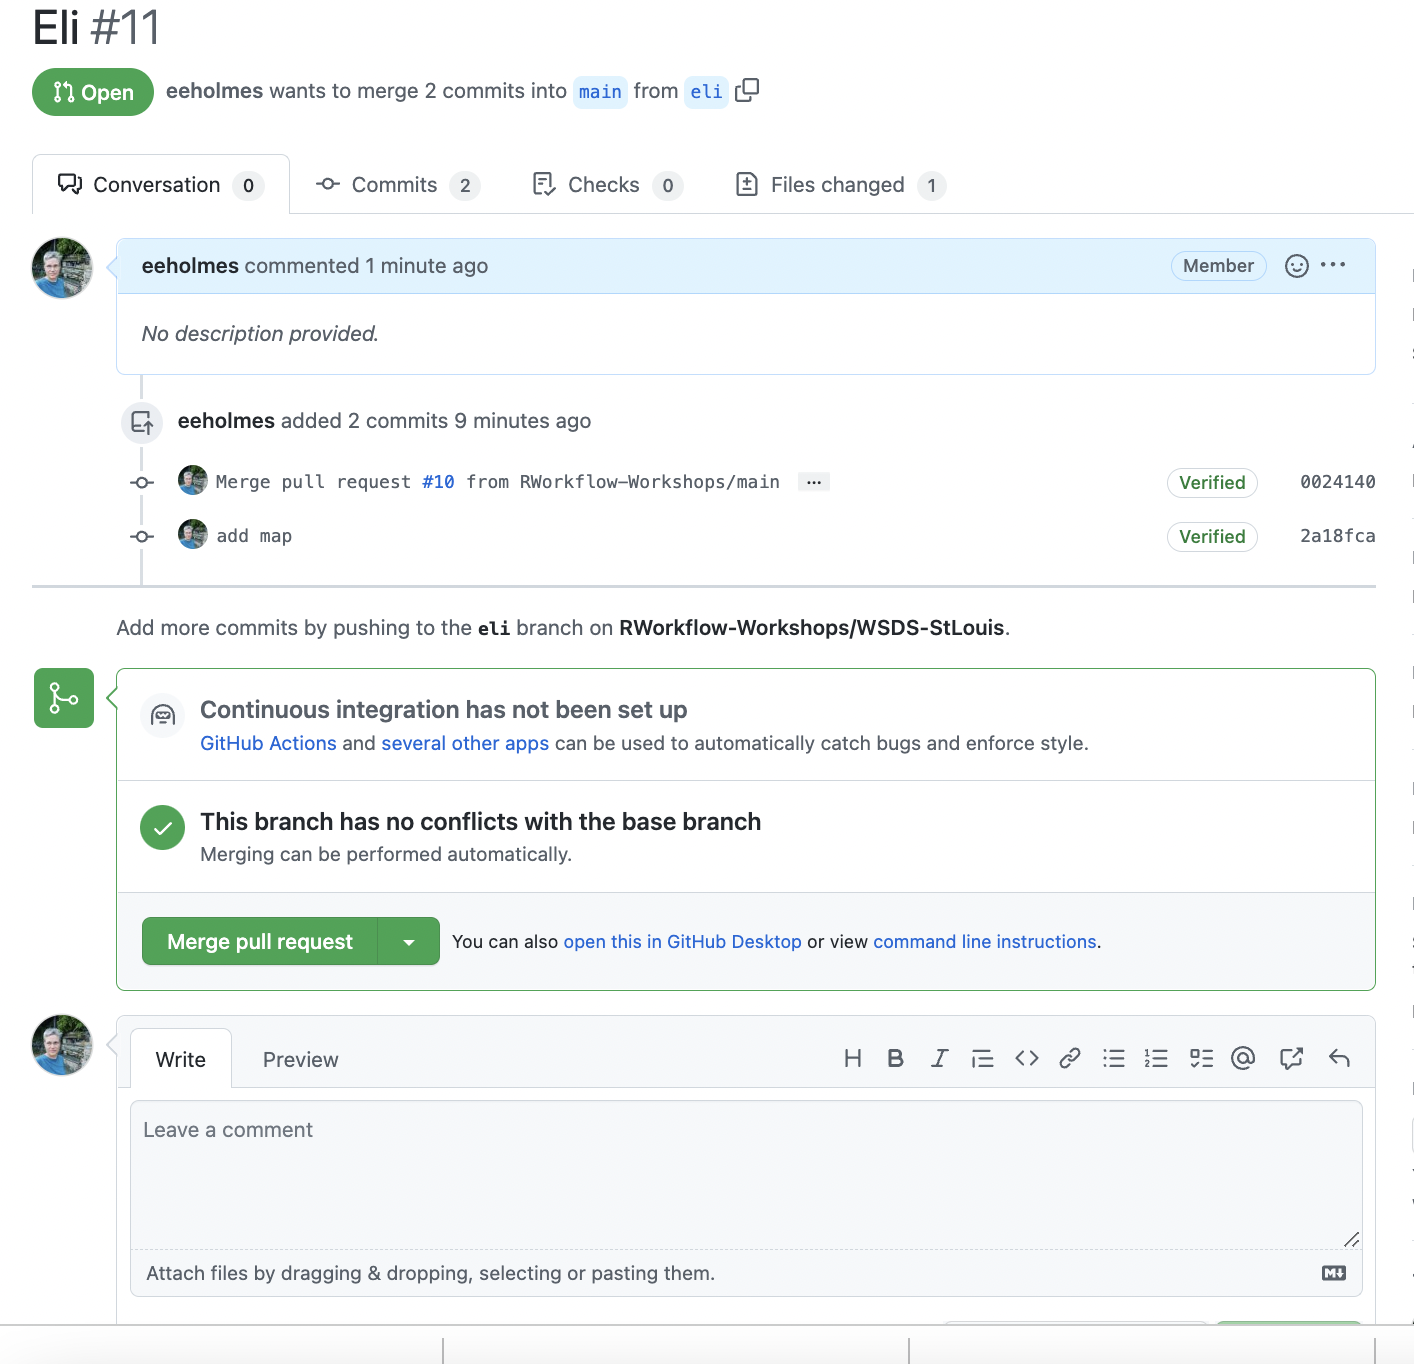 Eli #11
Open eeholmes wants to merge 2 commits into main from eli
Conversation 0 Commits 2 Checks 0 Files changed 1
eeholmes commented 1 minute ago Member
No description provided.
eeholmes added 2 commits 9 minutes ago
Merge pull request #10 from RWorkflow-Workshops/main … Verified 0024140
add map Verified 2a18fca
Add more commits by pushing to the eli branch on RWorkflow-Workshops/WSDS-StLouis.
Continuous integration has not been set up
GitHub Actions and several other apps can be used to automatically catch bugs and enforce style.
This branch has no conflicts with the base branch
Merging can be performed automatically.
Merge pull request You can also open this in GitHub Desktop or view command line instructions.
Write Preview
Leave a comment
Attach files by dragging & dropping, selecting or pasting them.